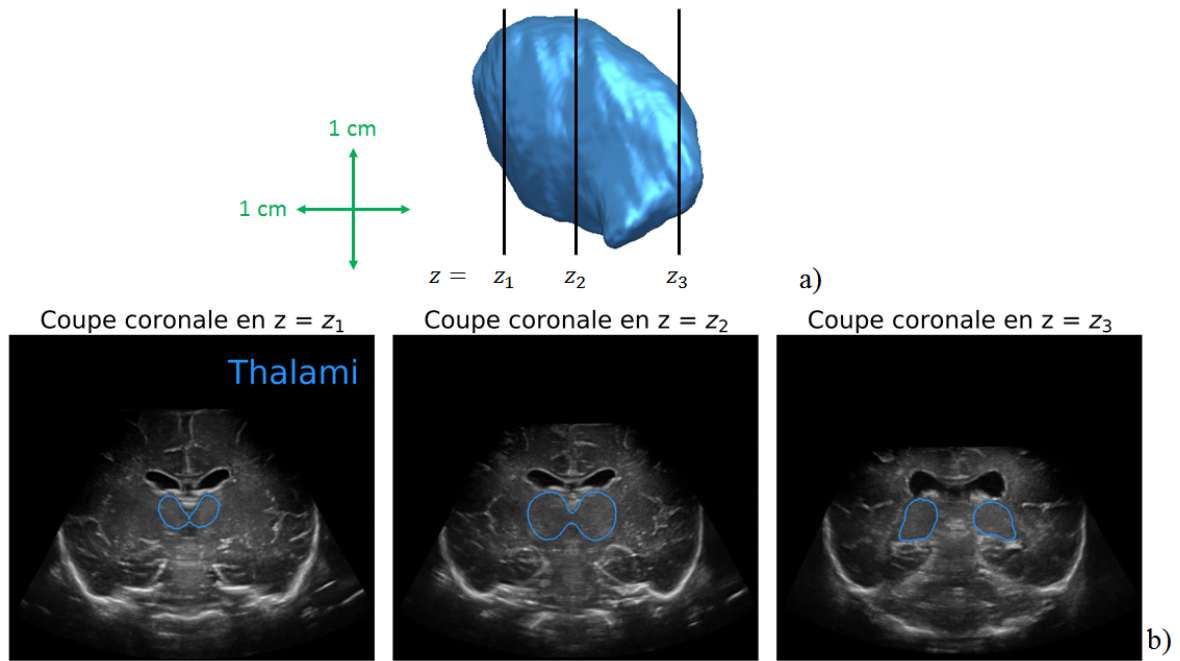 1 cm
1 cm
z = z₁ z₂ z₃ a)
Coupe coronale en z = z₁ Coupe coronale en z = z₂ Coupe coronale en z = z₃
Thalami
b)